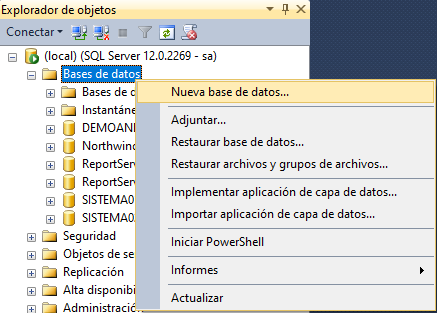 Explorador de objetos
Conectar
(local) (SQL Server 12.0.2269 - sa)
Bases de datos
Bases de d
Instantáne
DEMOANE
Northwin
ReportServ
ReportServ
SISTEMA0
SISTEMA0
Seguridad
Objetos de se
Replicación
Alta disponibi
Administración
Nueva base de datos...
Adjuntar...
Restaurar base de datos...
Restaurar archivos y grupos de archivos...
Implementar aplicación de capa de datos...
Importar aplicación de capa de datos...
Iniciar PowerShell
Informes
Actualizar